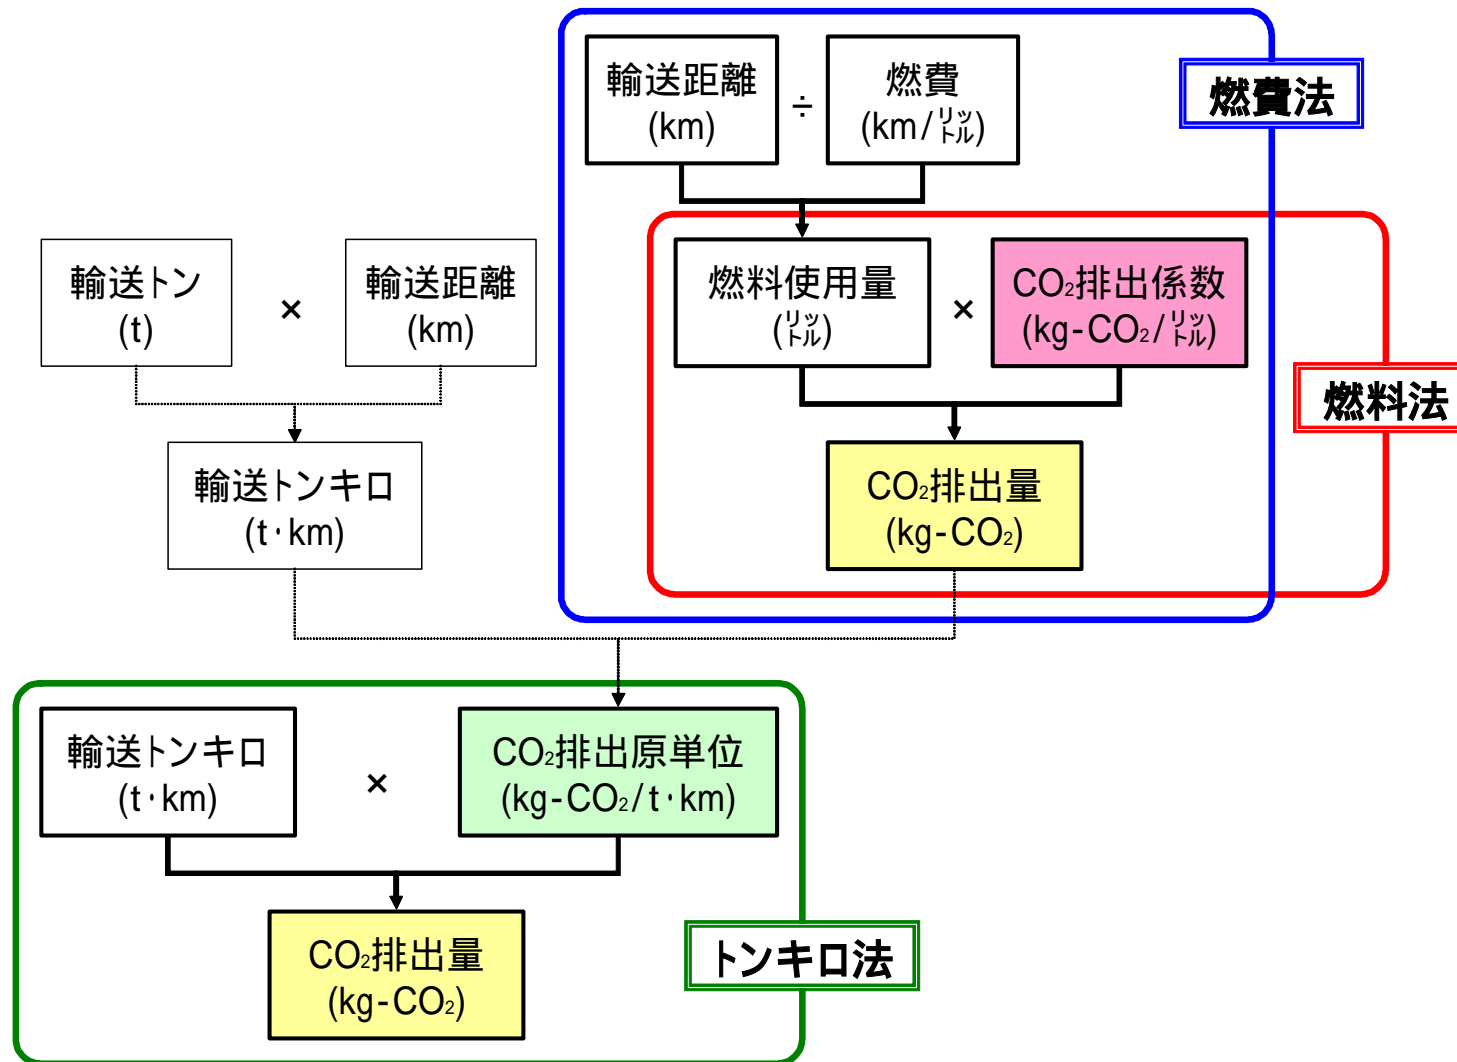 輸送距離
(km)
÷
燃費
(km/リットル)
燃費法
輸送トン
(t)
×
輸送距離
(km)
燃料使用量
(リットル)
×
CO₂排出係数
(kg-CO₂/リットル)
燃料法
輸送トンキロ
(t・km)
CO₂排出量
(kg-CO₂)
輸送トンキロ
(t・km)
×
CO₂排出原単位
(kg-CO₂/t・km)
CO₂排出量
(kg-CO₂)
トンキロ法